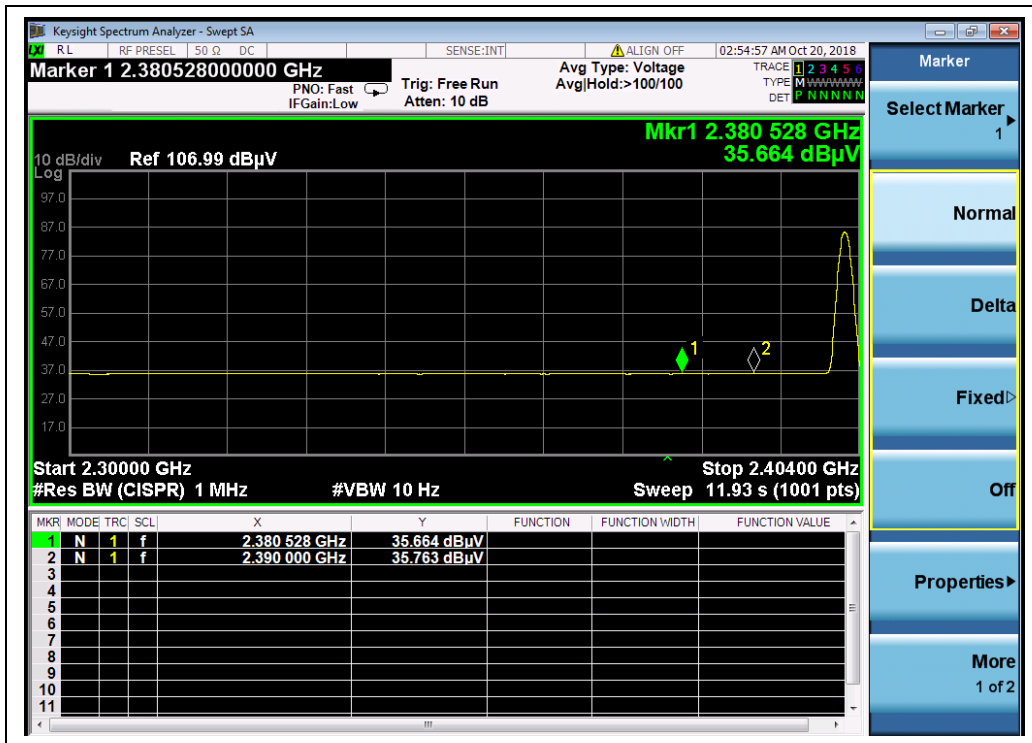 Keysight Spectrum Analyzer - Swept SA
LXI RL RF PRESEL 50 Ω DC SENSE:INT ALIGN OFF 02:54:57 AM Oct 20, 2018
Marker 1 2.380528000000 GHz
PNO: Fast
IFGain:Low
Trig: Free Run
Atten: 10 dB
Avg Type: Voltage
Avg|Hold:>100/100
TRACE 1 2 3 4 5 6
TYPE M WWWWW
DET P N N N N N
Mkr1 2.380 528 GHz
35.664 dBµV
10 dB/div Ref 106.99 dBµV
Log
97.0
87.0
77.0
67.0
57.0
47.0
37.0
27.0
17.0
1
2
Start 2.30000 GHz Stop 2.40400 GHz
#Res BW (CISPR) 1 MHz #VBW 10 Hz Sweep 11.93 s (1001 pts)
MKR MODE TRC SCL X Y FUNCTION FUNCTION WIDTH FUNCTION VALUE
1 N 1 f 2.380 528 GHz 35.664 dBµV
2 N 1 f 2.390 000 GHz 35.763 dBµV
3
4
5
6
7
8
9
10
11
Marker
Select Marker
1
Normal
Delta
Fixed
Off
Properties
More
1 of 2